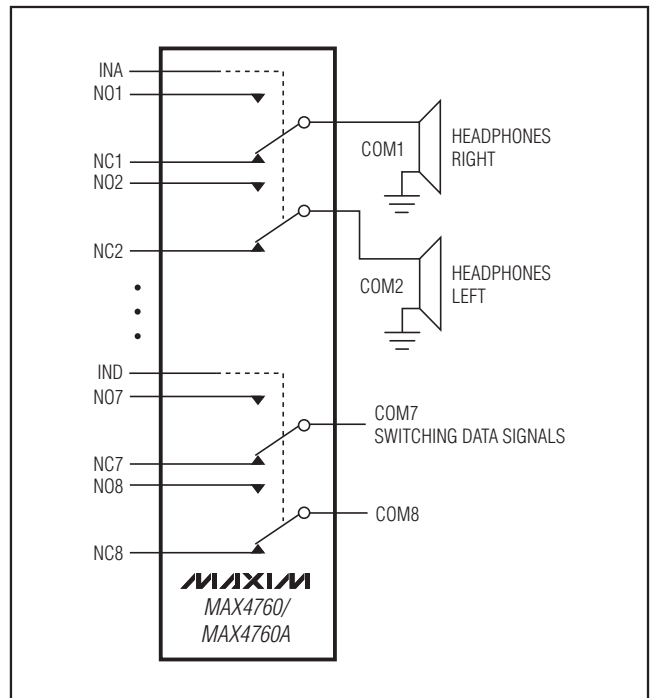 INA
NO1
COM1
HEADPHONES
RIGHT
NC1
NO2
NC2
COM2
HEADPHONES
LEFT
IND
NO7
COM7
SWITCHING DATA SIGNALS
NC7
NO8
COM8
NC8
MAXIM
MAX4760/
MAX4760A